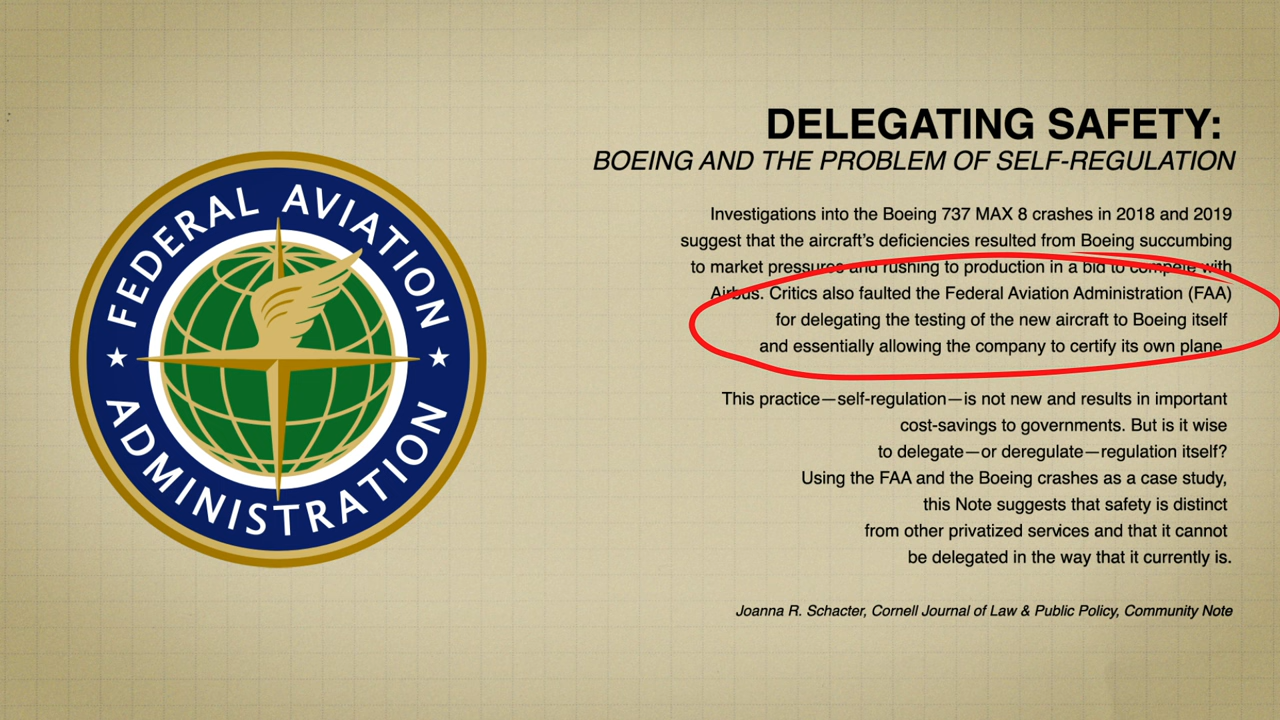 FEDERAL AVIATION
ADMINISTRATION
DELEGATING SAFETY:
BOEING AND THE PROBLEM OF SELF-REGULATION
Investigations into the Boeing 737 MAX 8 crashes in 2018 and 2019
suggest that the aircraft's deficiencies resulted from Boeing succumbing
to market pressures and rushing to production in a bid to compete with
Airbus. Critics also faulted the Federal Aviation Administration (FAA)
for delegating the testing of the new aircraft to Boeing itself
and essentially allowing the company to certify its own plane.
This practice—self-regulation—is not new and results in important
cost-savings to governments. But is it wise
to delegate—or deregulate—regulation itself?
Using the FAA and the Boeing crashes as a case study,
this Note suggests that safety is distinct
from other privatized services and that it cannot
be delegated in the way that it currently is.
Joanna R. Schacter, Cornell Journal of Law & Public Policy, Community Note